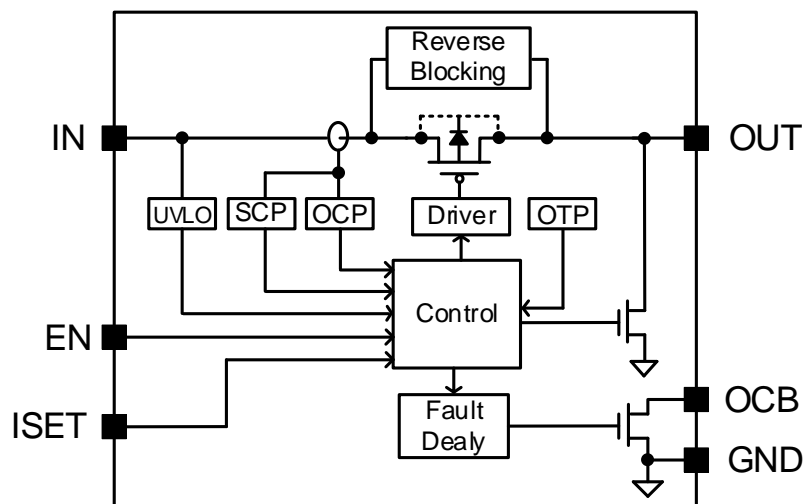 Reverse
Blocking
IN
OUT
UVLO
SCP
OCP
Driver
OTP
Control
EN
ISET
Fault
Dealy
OCB
GND